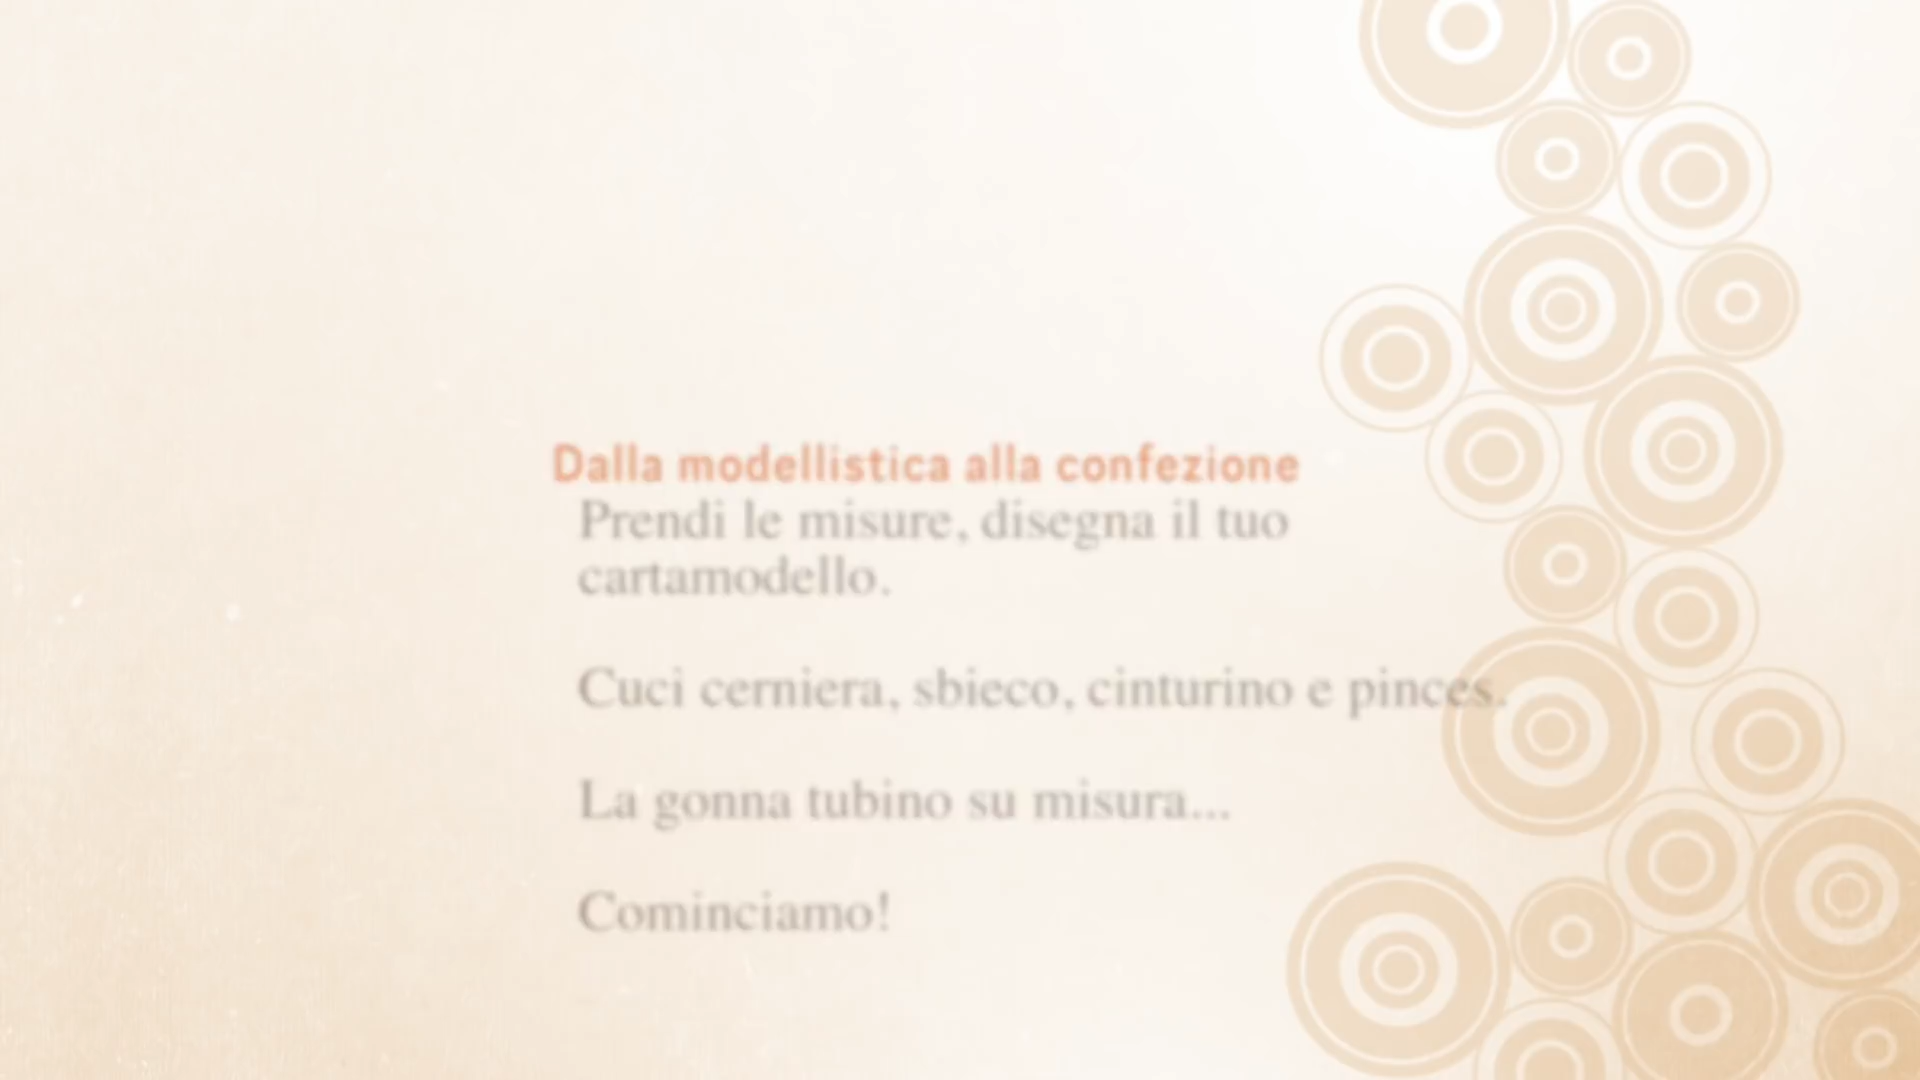 Dalla modellistica alla confezione
Prendi le misure, disegna il tuo
cartamodello.
Cuci cerniera, sbieco, cinturino e pinces.
La gonna tubino su misura...
Cominciamo!